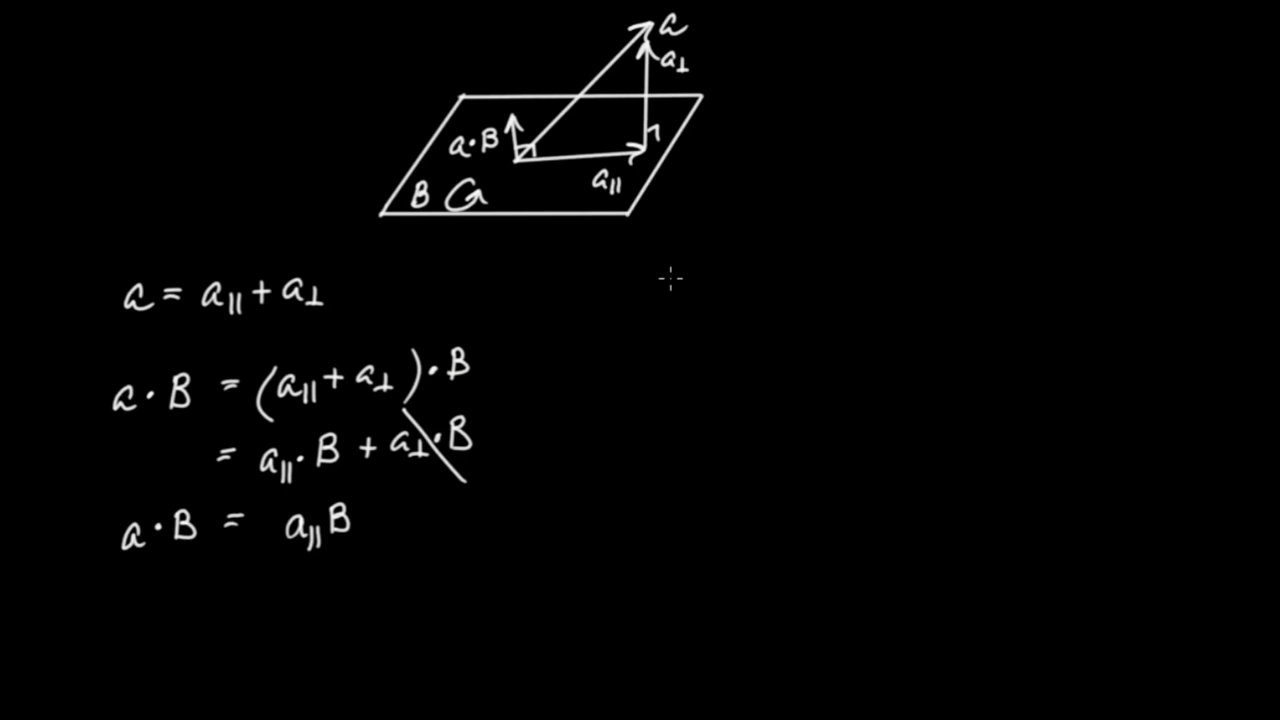 a
a⊥
a·B
a∥
B
a = a∥ + a⊥
a · B = (a∥ + a⊥) · B
= a∥ · B + a⊥ · B
a · B = a∥ B